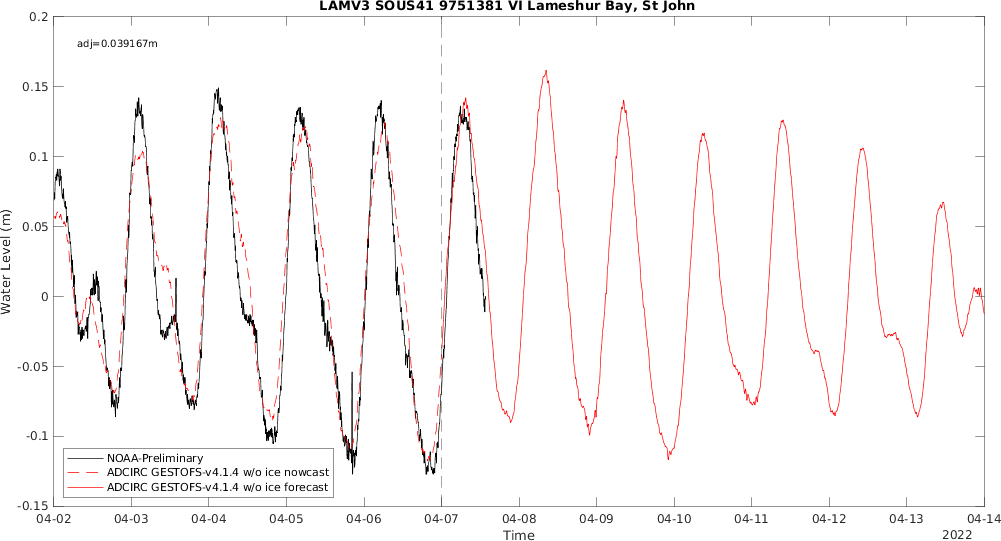 LAMV3 SOUS41 9751381 VI Lameshur Bay, St John
0.2
adj=0.039167m
0.15
0.1
0.05
0
-0.05
-0.1
-0.15
Water Level (m)
NOAA-Preliminary
ADCIRC GESTOFS-v4.1.4 w/o ice nowcast
ADCIRC GESTOFS-v4.1.4 w/o ice forecast
04-02 04-03 04-04 04-05 04-06 04-07 04-08 04-09 04-10 04-11 04-12 04-13 04-14
Time
2022